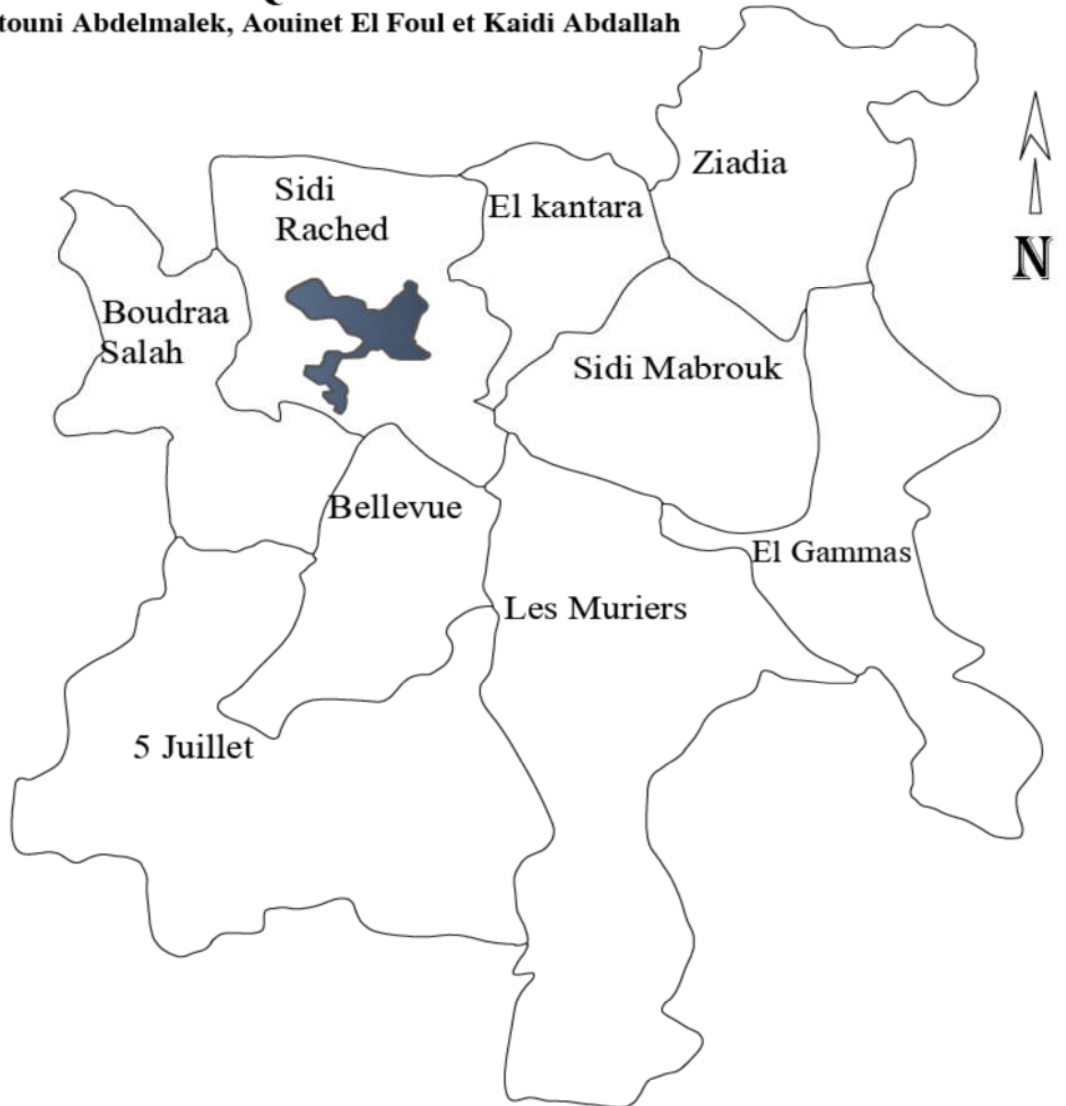 Abdelmalek, Aouinet El Foul et Kaidi Abdallah
Ziadia
Sidi
Rached
El kantara
N
Boudraa
Salah
Sidi Mabrouk
Bellevue
El Gammas
Les Muriers
5 Juillet